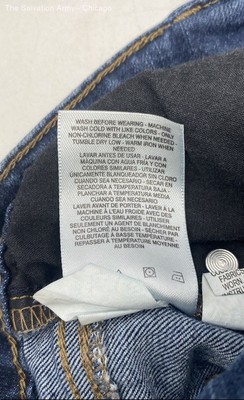 The Salvation Army - Chicago
WASH BEFORE WEARING - MACHINE
WASH COLD WITH LIKE COLORS - ONLY
NON-CHLORINE BLEACH WHEN NEEDED -
TUMBLE DRY LOW - WARM IRON WHEN
NEEDED
LAVAR ANTES DE USAR - LAVAR A
MAQUINA CON AGUA FRÍA CON
COLORES SIMILARES - UTILIZAR
ÚNICAMENTE BLANQUEADOR SIN CLORO
CUANDO SEA NECESARIO - SECAR EN
SECADORA A TEMPERATURA BAJA -
PLANCHAR A TEMPERATURA MEDIA
CUANDO SEA NECESARIO
LAVER AVANT DE PORTER - LAVER À
LA MACHINE À L'EAU FROIDE AVEC DES
COULEURS SIMILAIRES - UTILISER
SEULEMENT UN AGENT DE BLANCHIMENT
NON CHLORÉ AU BESOIN - SÉCHER PAR
CULBUTAGE À BASSE TEMPÉRATURE -
REPASSER À TEMPÉRATURE MOYENNE
AU BESOIN
FABRIC
WORN